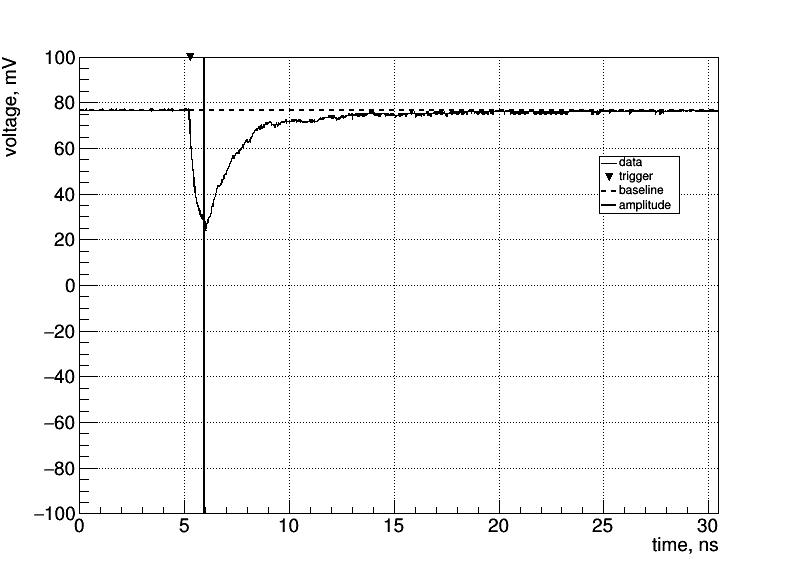 voltage, mV
100
80
60
40
20
0
−20
−40
−60
−80
−100
data
trigger
baseline
amplitude
0 5 10 15 20 25 30
time, ns